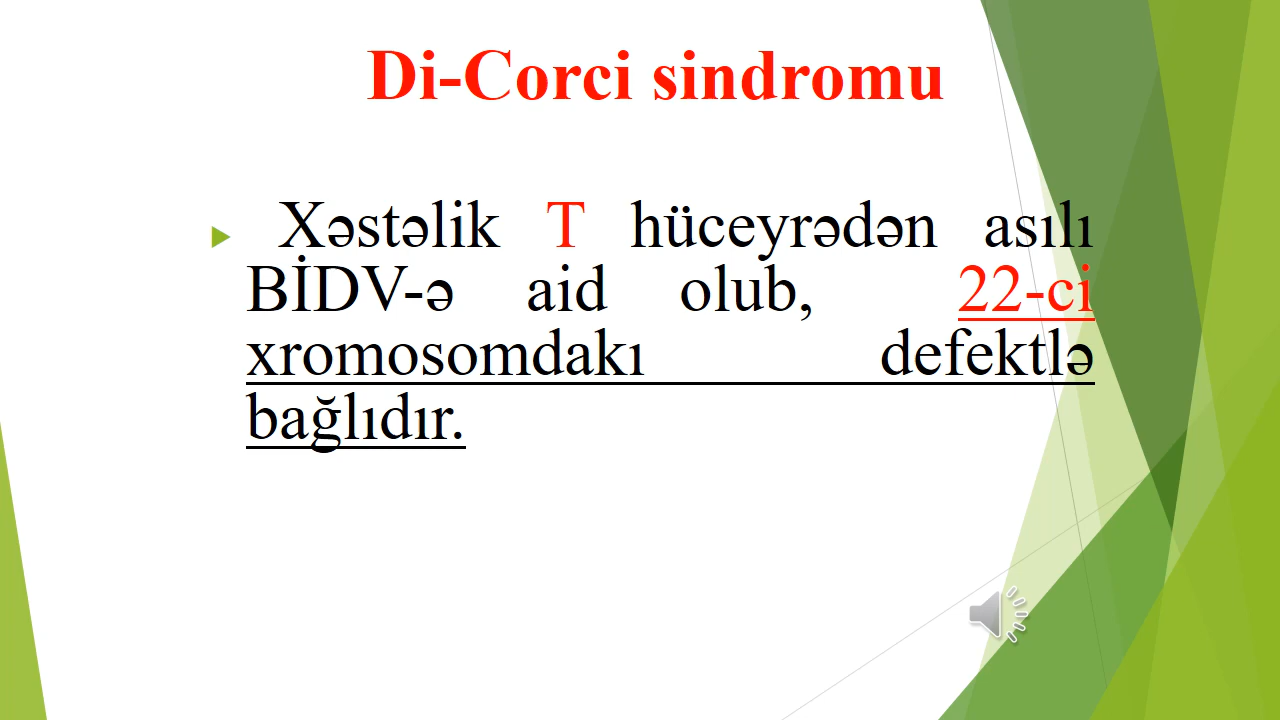 Di-Corci sindromu
Xəstəlik T hüceyrədən asılı
BİDV-ə aid olub, 22-ci
xromosomdakı defektlə
bağlıdır.